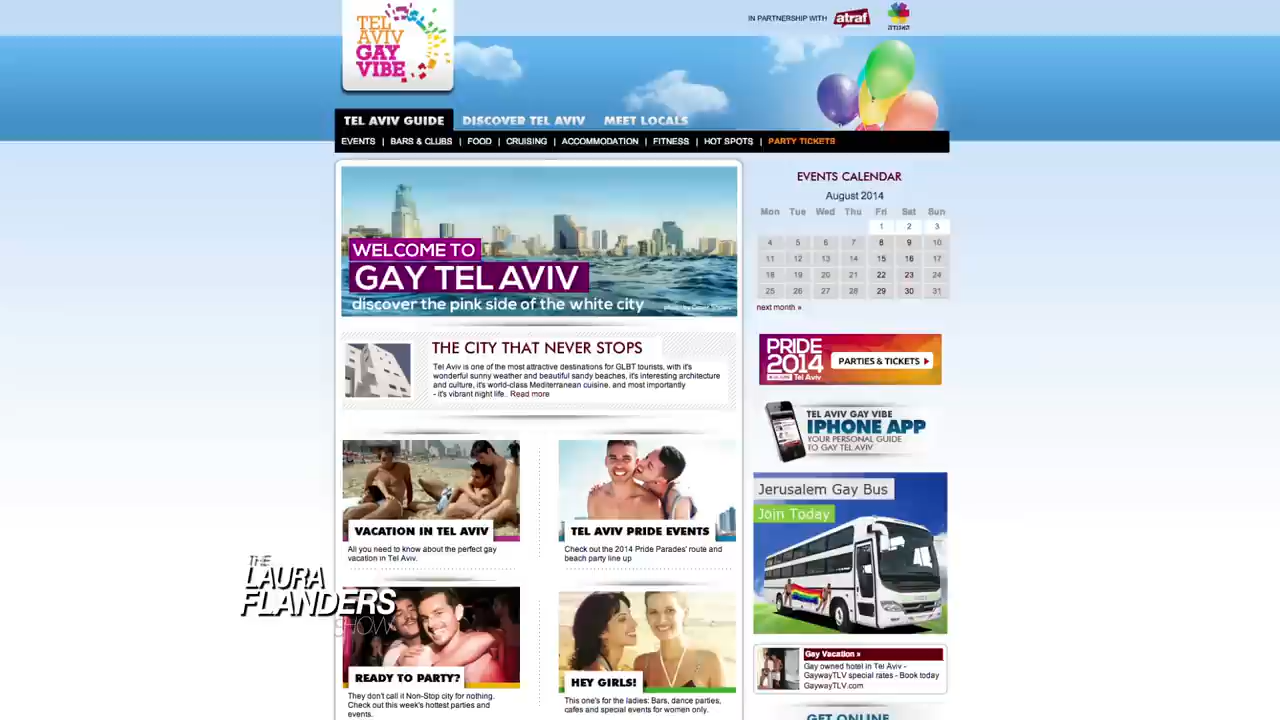 TEL
AVIV
GAY
VIBE
IN PARTNERSHIP WITH atraf
האגודה
TEL AVIV GUIDE DISCOVER TEL AVIV MEET LOCALS
EVENTS | BARS & CLUBS | FOOD | CRUISING | ACCOMMODATION | FITNESS | HOT SPOTS | PARTY TICKETS
WELCOME TO
GAY TEL AVIV
discover the pink side of the white city
THE CITY THAT NEVER STOPS
Tel Aviv is one of the most attractive destinations for GLBT tourists, with it's
wonderful sunny weather and beautiful sandy beaches, it's interesting architecture
and culture, it's world-class Mediterranean cuisine, and most importantly
- it's vibrant night life.. Read more
VACATION IN TEL AVIV
All you need to know about the perfect gay
vacation in Tel Aviv.
TEL AVIV PRIDE EVENTS
Check out the 2014 Pride Parades' route and
beach party line up
READY TO PARTY?
They don't call it Non-Stop city for nothing.
Check out this week's hottest parties and
events.
HEY GIRLS!
This one's for the ladies: Bars, dance parties,
cafes and special events for women only.
EVENTS CALENDAR
August 2014
Mon Tue Wed Thu Fri Sat Sun
1 2 3
4 5 6 7 8 9 10
11 12 13 14 15 16 17
18 19 20 21 22 23 24
25 26 27 28 29 30 31
next month »
PRIDE
2014
Tel Aviv
PARTIES & TICKETS
TEL AVIV GAY VIBE
IPHONE APP
YOUR PERSONAL GUIDE
TO GAY TEL AVIV
Jerusalem Gay Bus
Join Today
Gay Vacation »
Gay owned hotel in Tel Aviv -
GaywayTLV special rates - Book today
GaywayTLV.com
GET ONLINE
THE
LAURA
FLANDERS
SHOW